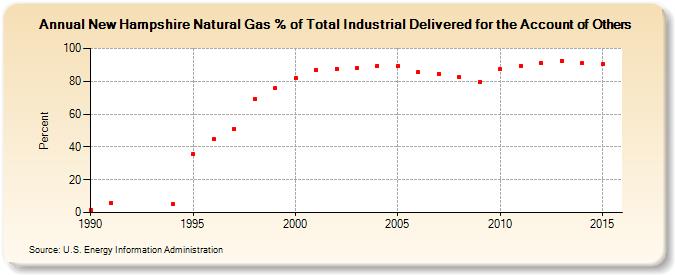 Annual New Hampshire Natural Gas % of Total Industrial Delivered for the Account of Others
Percent
100
80
60
40
20
0
1990 1995 2000 2005 2010 2015
Source: U.S. Energy Information Administration